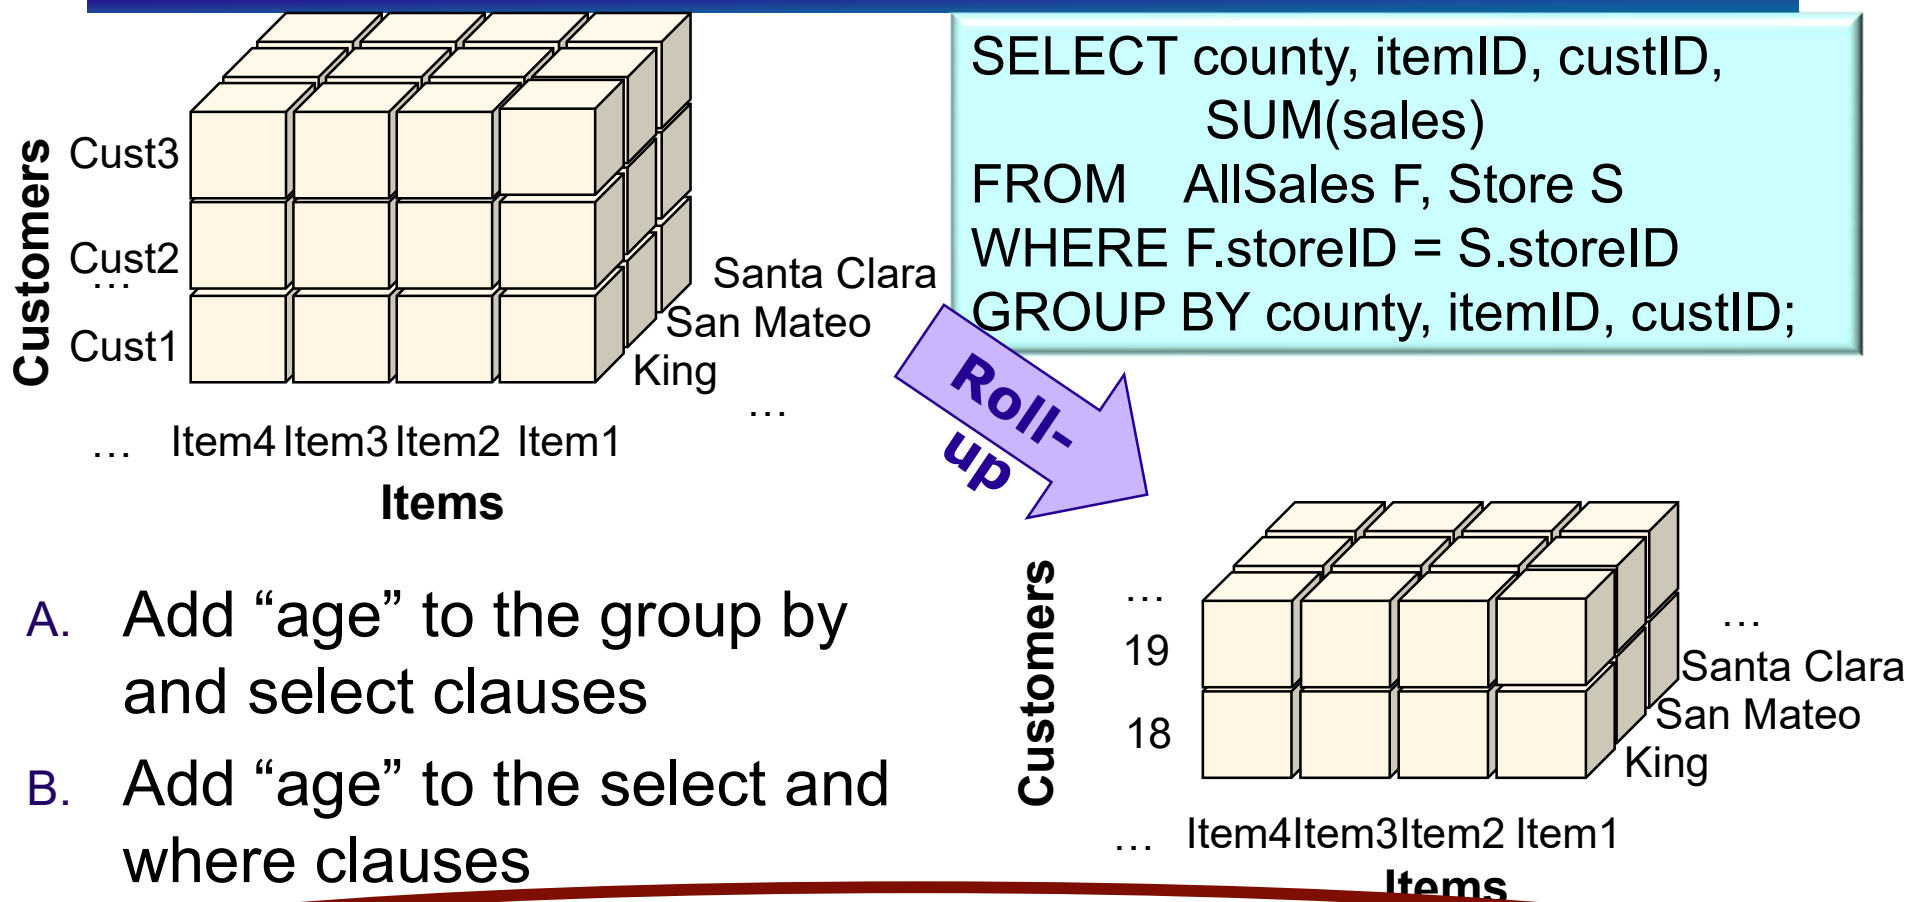 SELECT county, itemID, custID,
SUM(sales)
FROM AllSales F, Store S
WHERE F.storeID = S.storeID
GROUP BY county, itemID, custID;
Customers
Cust3
Cust2
...
Cust1
Santa Clara
San Mateo
King
...
... Item4 Item3 Item2 Item1
Items
Roll-
up
A. Add “age” to the group by
and select clauses
B. Add “age” to the select and
where clauses
Customers
...
19
18
...
Santa Clara
San Mateo
King
... Item4 Item3 Item2 Item1
Items